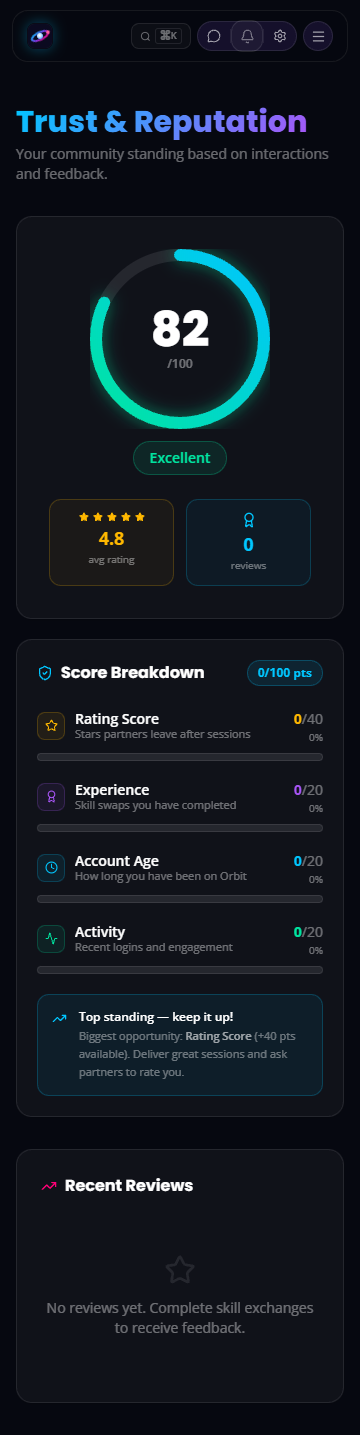 ⌘K
Trust & Reputation
Your community standing based on interactions
and feedback.
82
/100
Excellent
4.8
avg rating
0
reviews
Score Breakdown
0/100 pts
Rating Score
0/40
Stars partners leave after sessions
0%
Experience
0/20
Skill swaps you have completed
0%
Account Age
0/20
How long you have been on Orbit
0%
Activity
0/20
Recent logins and engagement
0%
Top standing — keep it up!
Biggest opportunity: Rating Score (+40 pts
available). Deliver great sessions and ask
partners to rate you.
Recent Reviews
No reviews yet. Complete skill exchanges
to receive feedback.